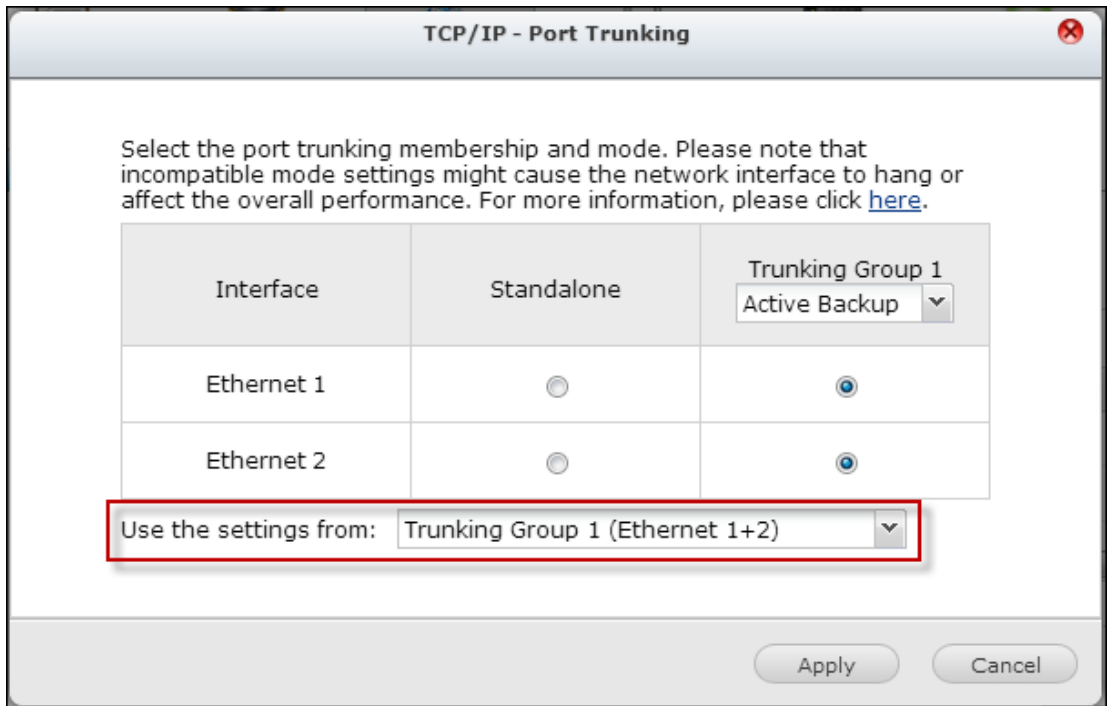 TCP/IP - Port Trunking
Select the port trunking membership and mode. Please note that
incompatible mode settings might cause the network interface to hang or
affect the overall performance. For more information, please click here.
Interface
Standalone
Trunking Group 1
Active Backup
Ethernet 1
Ethernet 2
Use the settings from: Trunking Group 1 (Ethernet 1+2)
Apply
Cancel